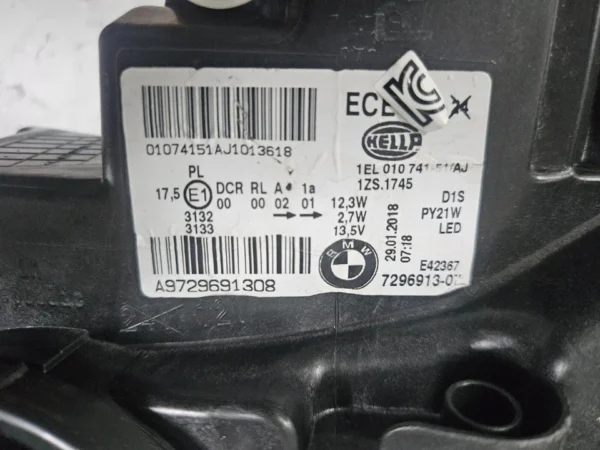 ECE
01074151AJ1013618
HELLA
1EL 010 741-51/AJ
1ZS.1745
PL
17,5 E1 DCR RL A 1a
00 00 02 01
3132
3133
12,3W
2,7W
13,5V
D1S
PY21W
LED
29.01.2018
07:18
BMW
E42367
A9729691308
7296913-